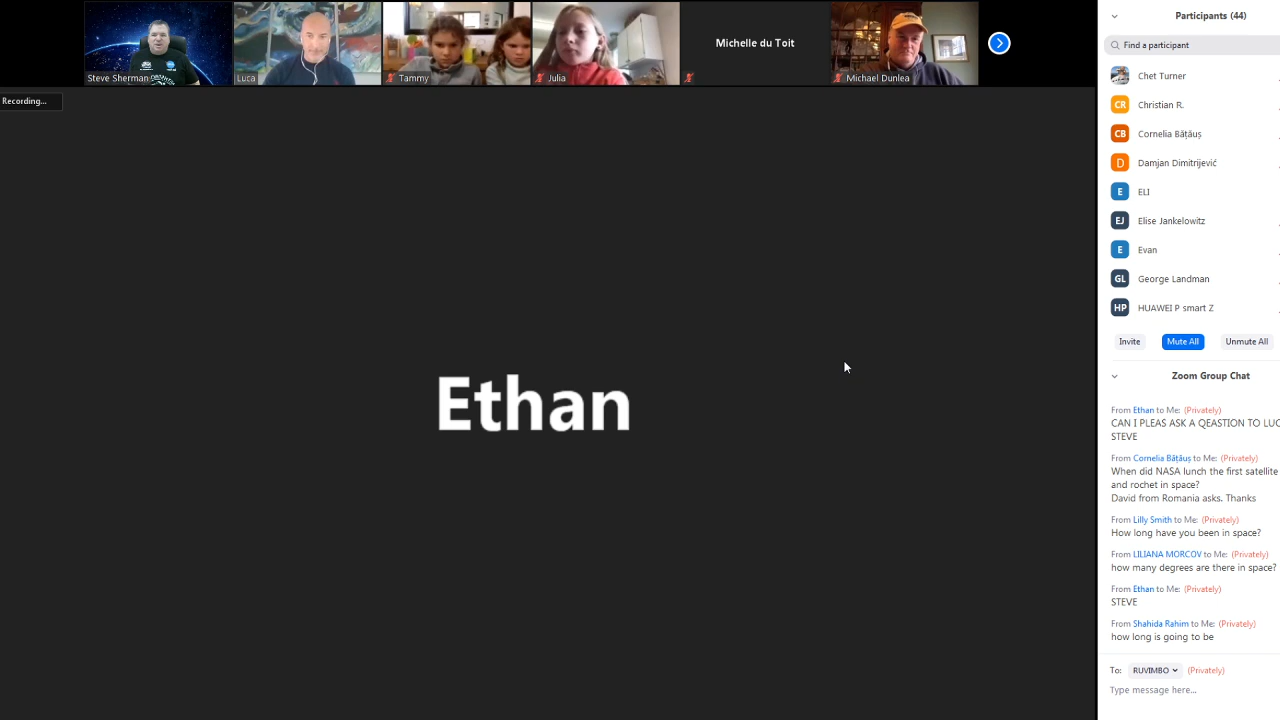 Steve Sherman
Luca
Tammy
Julia
Michelle du Toit
Michael Dunlea
Recording...
Ethan
Participants (44)
Find a participant
Chet Turner
CR Christian R.
CB Cornelia Bățăuș
D Damjan Dimitrijević
E ELI
EJ Elise Jankelowitz
E Evan
GL George Landman
HP HUAWEI P smart Z
Invite Mute All Unmute All
Zoom Group Chat
From Ethan to Me: (Privately)
CAN I PLEAS ASK A QEASTION TO LUC
STEVE
From Cornelia Bățăuș to Me: (Privately)
When did NASA lunch the first satellite
and rochet in space?
David from Romania asks. Thanks
From Lilly Smith to Me: (Privately)
How long have you been in space?
From LILIANA MORCOV to Me: (Privately)
how many degrees are there in space?
From Ethan to Me: (Privately)
STEVE
From Shahida Rahim to Me: (Privately)
how long is going to be
To: RUVIMBO (Privately)
Type message here...